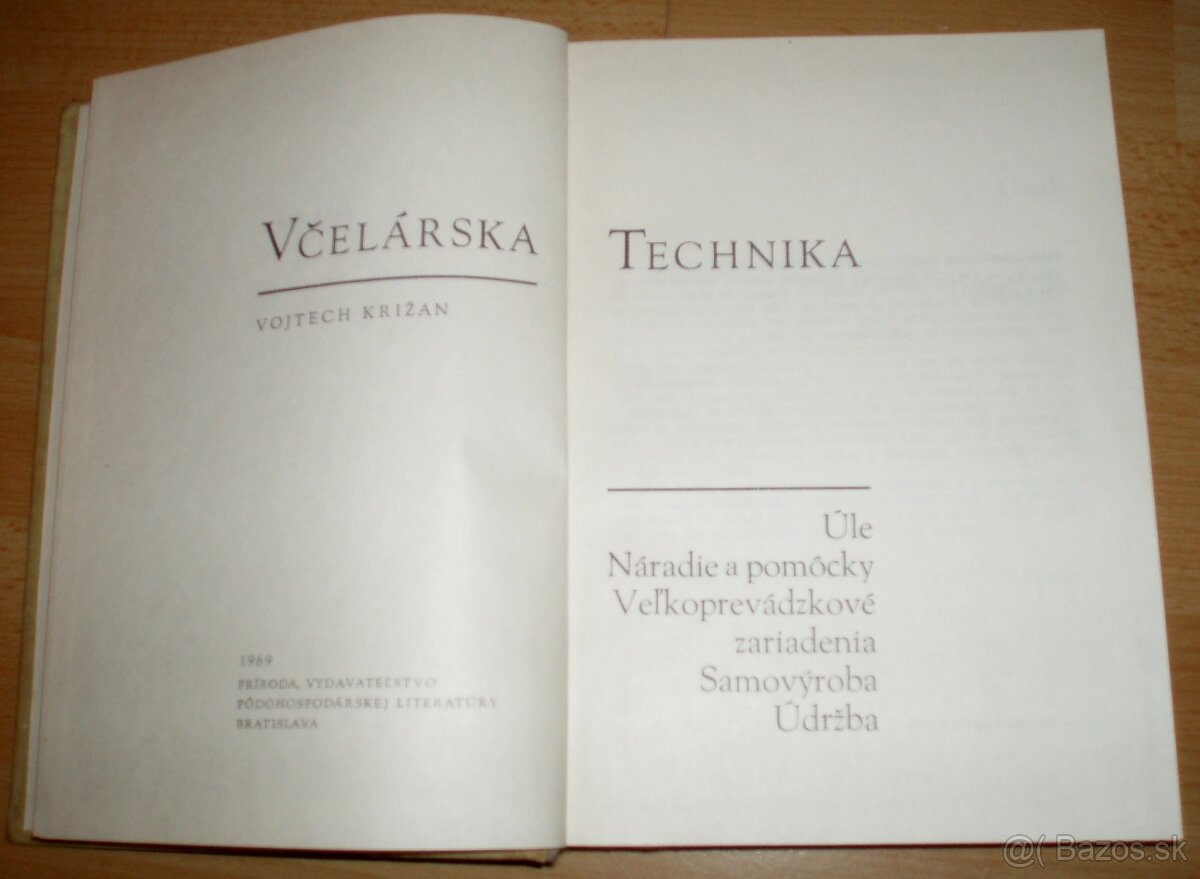 VČELÁRSKA
VOJTECH KRIŽAN
1969
PRÍRODA, VYDAVATEĽSTVO
PÔDOHOSPODÁRSKEJ LITERATÚRY
BRATISLAVA
TECHNIKA
Úle
Náradie a pomôcky
Veľkoprevádzkové
zariadenia
Samovýroba
Údržba
@( Bazos.sk